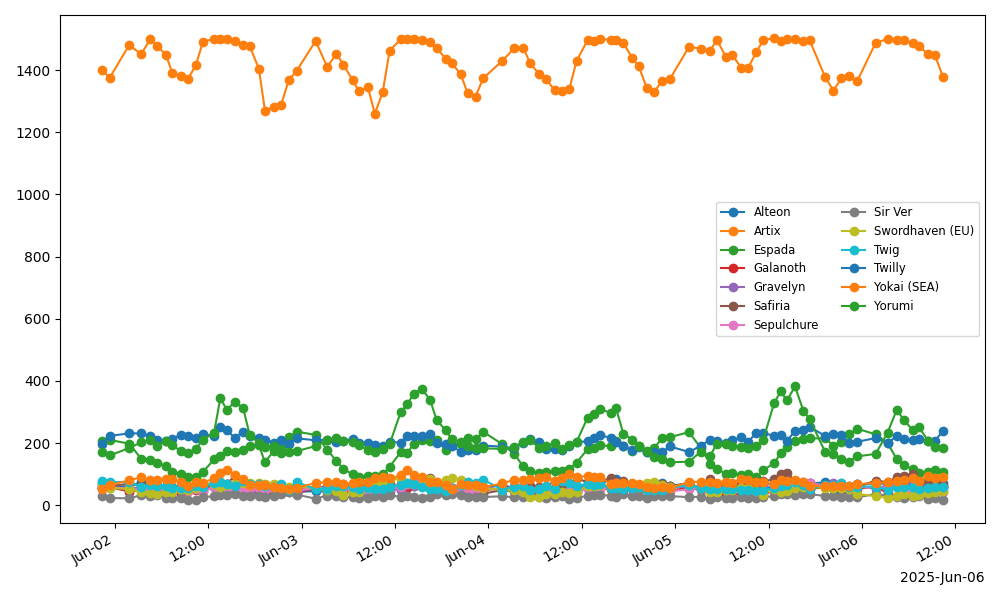 1400
1200
1000
800
600
400
200
0
Alteon
Artix
Espada
Galanoth
Gravelyn
Safiria
Sepulchure
Sir Ver
Swordhaven (EU)
Twig
Twilly
Yokai (SEA)
Yorumi
Jun-02
12:00
Jun-03
12:00
Jun-04
12:00
Jun-05
12:00
Jun-06
12:00
2025-Jun-06